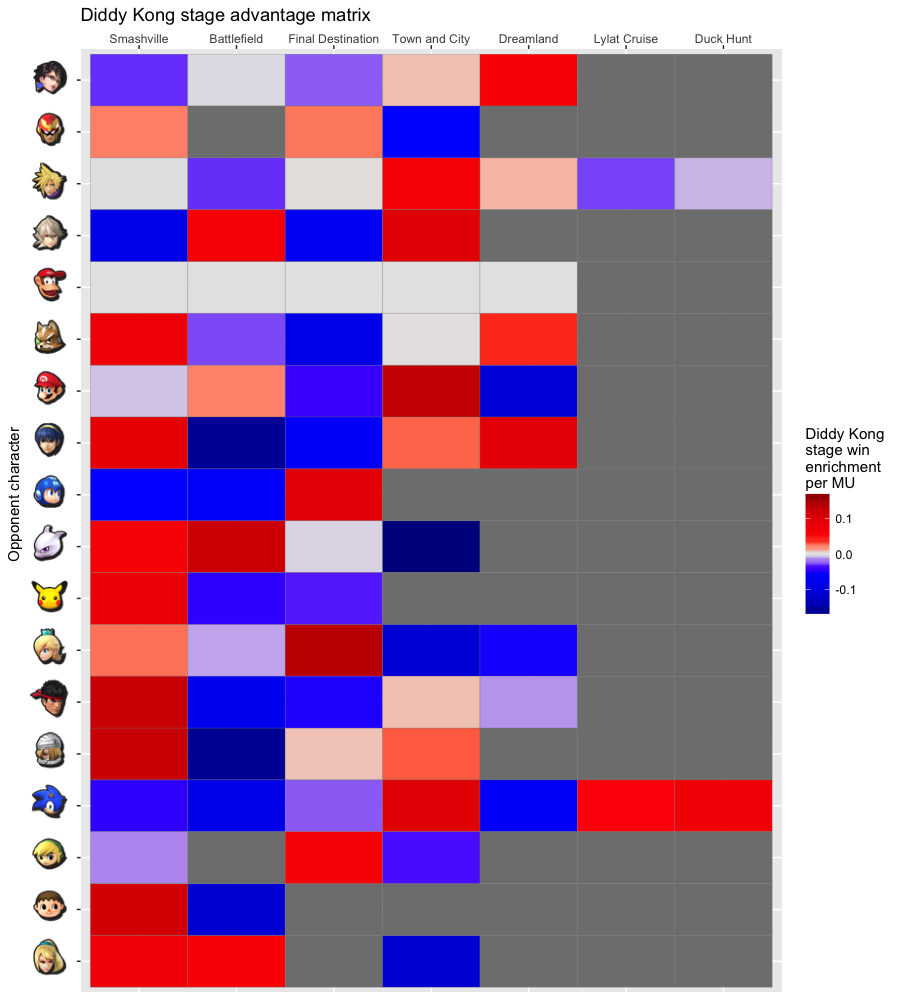 Diddy Kong stage advantage matrix
Smashville Battlefield Final Destination Town and City Dreamland Lylat Cruise Duck Hunt
Opponent character
Diddy Kong
stage win
enrichment
per MU
0.1
0.0
-0.1